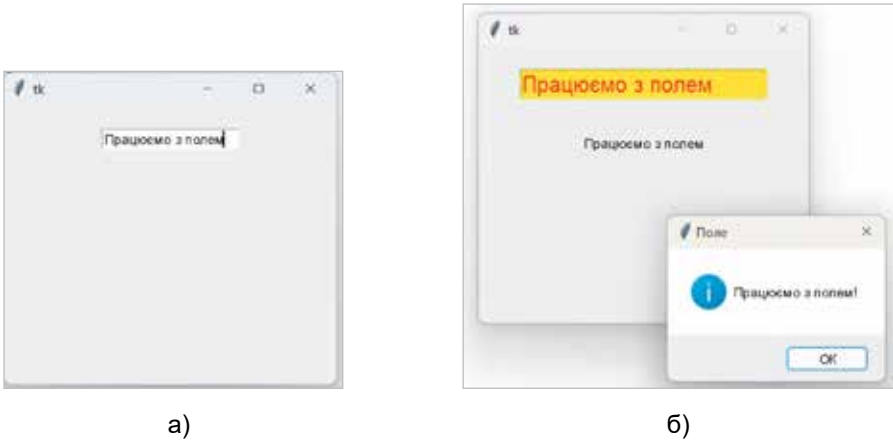 tk
Працюємо з полем
а)
tk
Працюємо з полем
Працюємо з полем
Поле
i
Працюємо з полем!
OK
б)